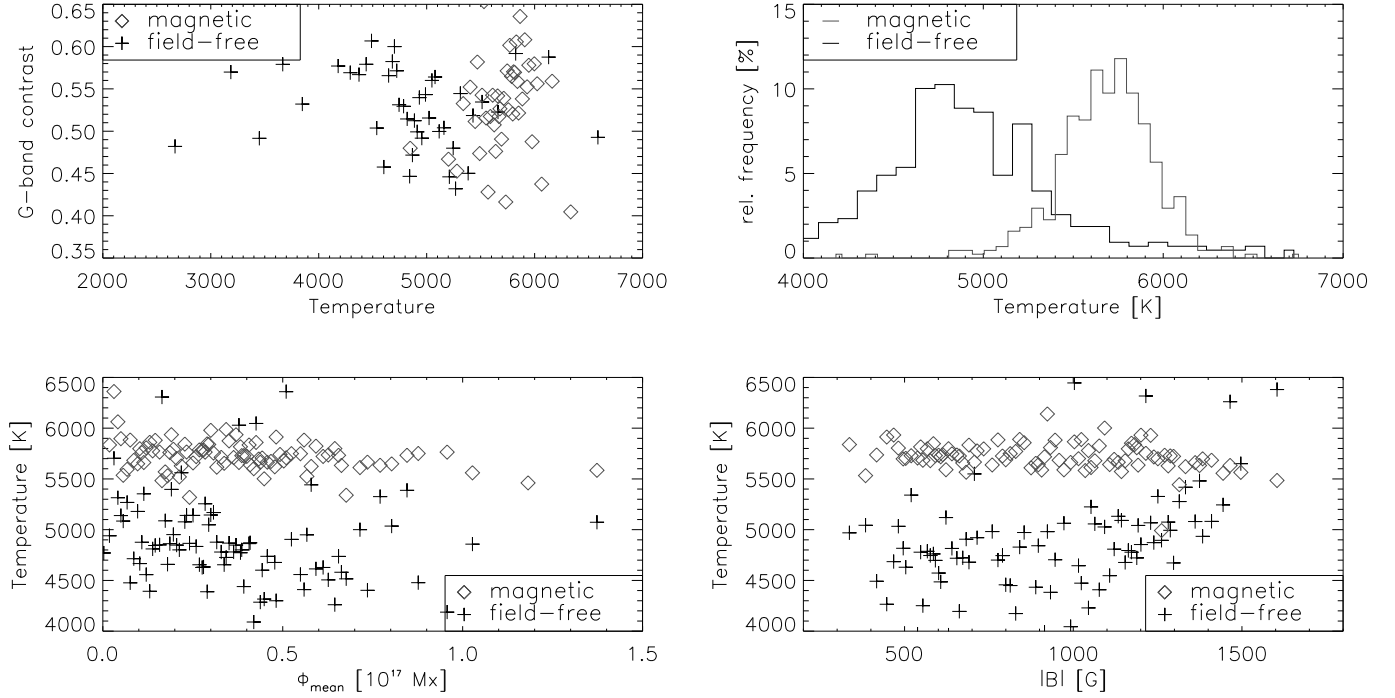 magnetic
field-free
G-band contrast
0.65
0.60
0.55
0.50
0.45
0.40
0.35
2000 3000 4000 5000 6000 7000
Temperature
magnetic
field-free
rel. frequency [%]
15
10
5
0
4000 5000 6000 7000
Temperature [K]
Temperature [K]
6500
6000
5500
5000
4500
4000
magnetic
field-free
0.0 0.5 1.0 1.5
Φmean [10¹⁷ Mx]
Temperature [K]
6500
6000
5500
5000
4500
4000
magnetic
field-free
500 1000 1500
|B| [G]